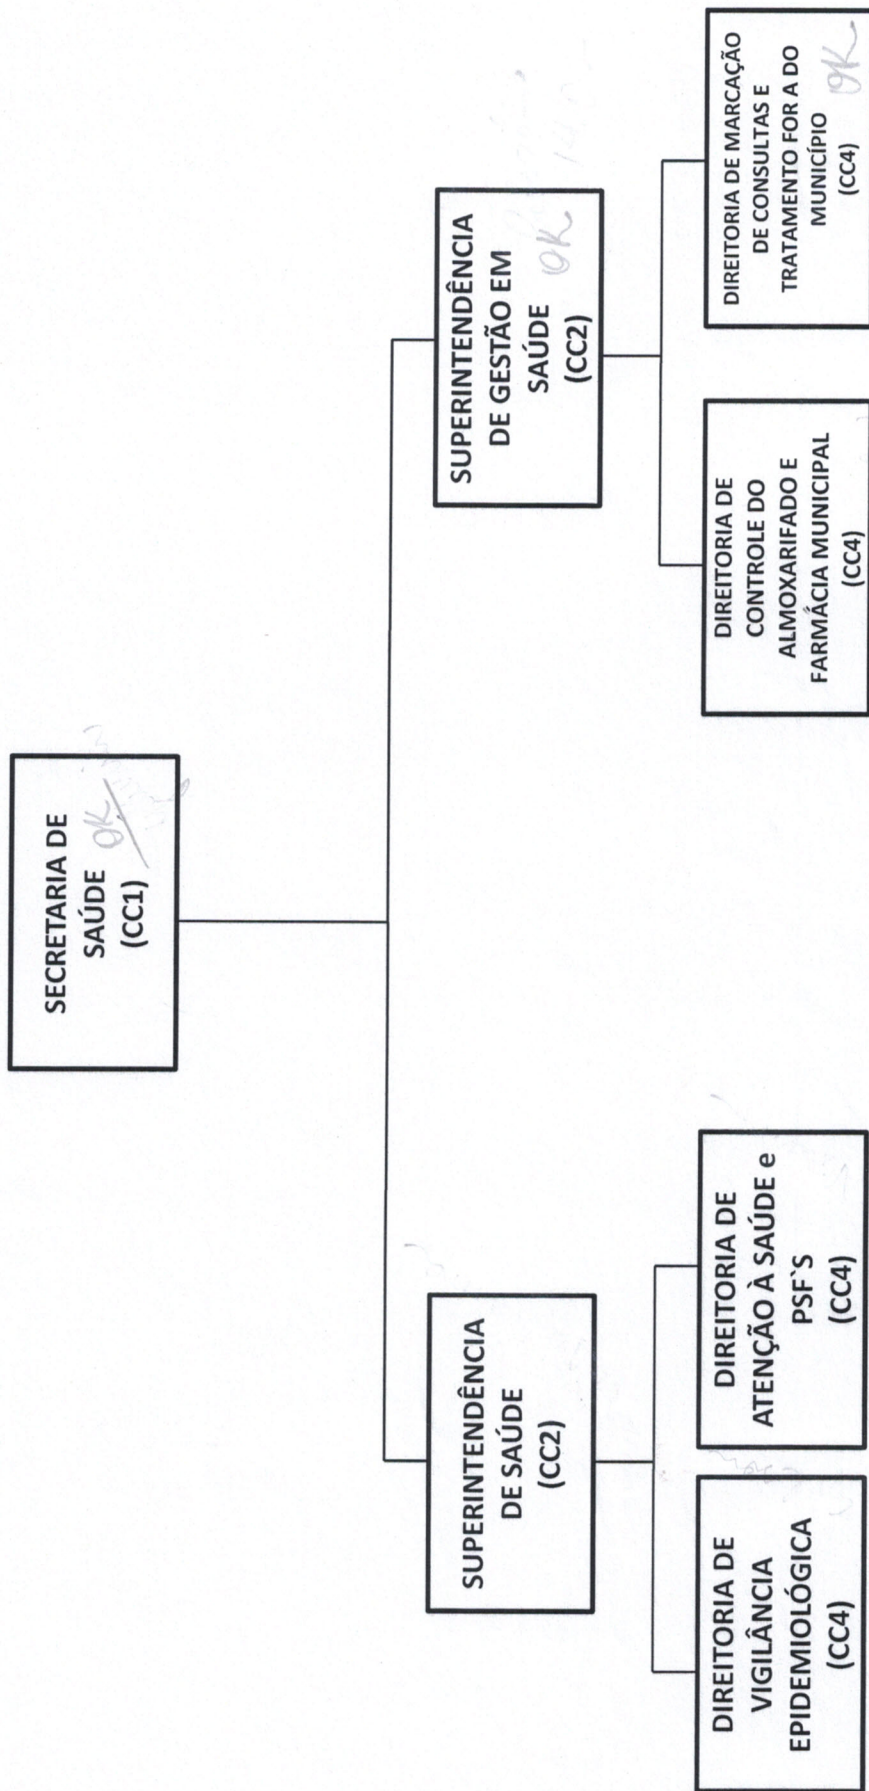 SECRETARIA DE
SAÚDE OK
(CC1)
SUPERINTENDÊNCIA
DE SAÚDE
(CC2)
SUPERINTENDÊNCIA
DE GESTÃO EM
SAÚDE OK
(CC2)
DIREITORIA DE
VIGILÂNCIA
EPIDEMIOLÓGICA
(CC4)
DIREITORIA DE
ATENÇÃO À SAÚDE e
PSF`S
(CC4)
DIREITORIA DE
CONTROLE DO
ALMOXARIFADO E
FARMÁCIA MUNICIPAL
(CC4)
DIREITORIA DE MARCAÇÃO
DE CONSULTAS E
TRATAMENTO FOR A DO
MUNICÍPIO OK
(CC4)